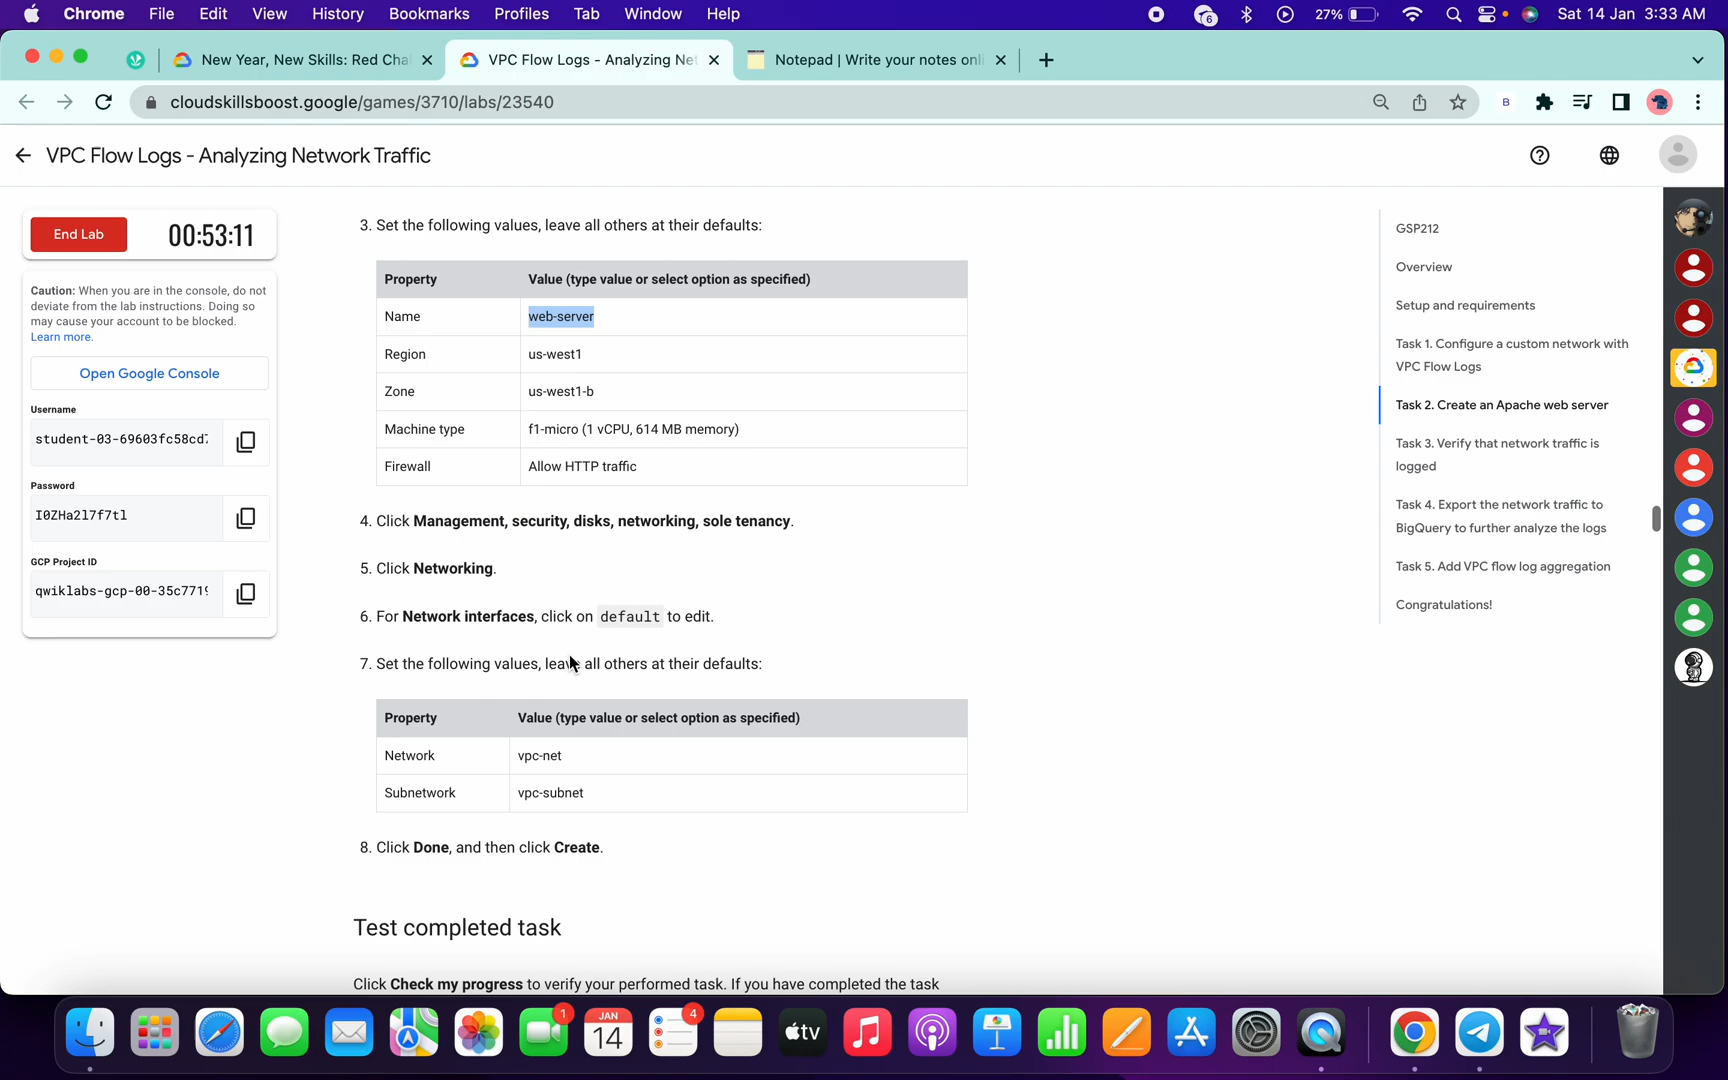 Chrome File Edit View History Bookmarks Profiles Tab Window Help 6 27% Sat 14 Jan 3:33 AM
New Year, New Skills: Red Cha VPC Flow Logs - Analyzing Ne Notepad | Write your notes onli
cloudskillsboost.google/games/3710/labs/23540 B
VPC Flow Logs - Analyzing Network Traffic
End Lab 00:53:11
Caution: When you are in the console, do not
deviate from the lab instructions. Doing so
may cause your account to be blocked.
Learn more.
Open Google Console
Username
student-03-69603fc58cd
Password
I0ZHa2l7f7tl
GCP Project ID
qwiklabs-gcp-00-35c771
3. Set the following values, leave all others at their defaults:
Property Value (type value or select option as specified)
Name web-server
Region us-west1
Zone us-west1-b
Machine type f1-micro (1 vCPU, 614 MB memory)
Firewall Allow HTTP traffic
4. Click Management, security, disks, networking, sole tenancy.
5. Click Networking.
6. For Network interfaces, click on default to edit.
7. Set the following values, leave all others at their defaults:
Property Value (type value or select option as specified)
Network vpc-net
Subnetwork vpc-subnet
8. Click Done, and then click Create.
Test completed task
Click Check my progress to verify your performed task. If you have completed the task
GSP212
Overview
Setup and requirements
Task 1. Configure a custom network with
VPC Flow Logs
Task 2. Create an Apache web server
Task 3. Verify that network traffic is
logged
Task 4. Export the network traffic to
BigQuery to further analyze the logs
Task 5. Add VPC flow log aggregation
Congratulations!
1 JAN 14 4 tv